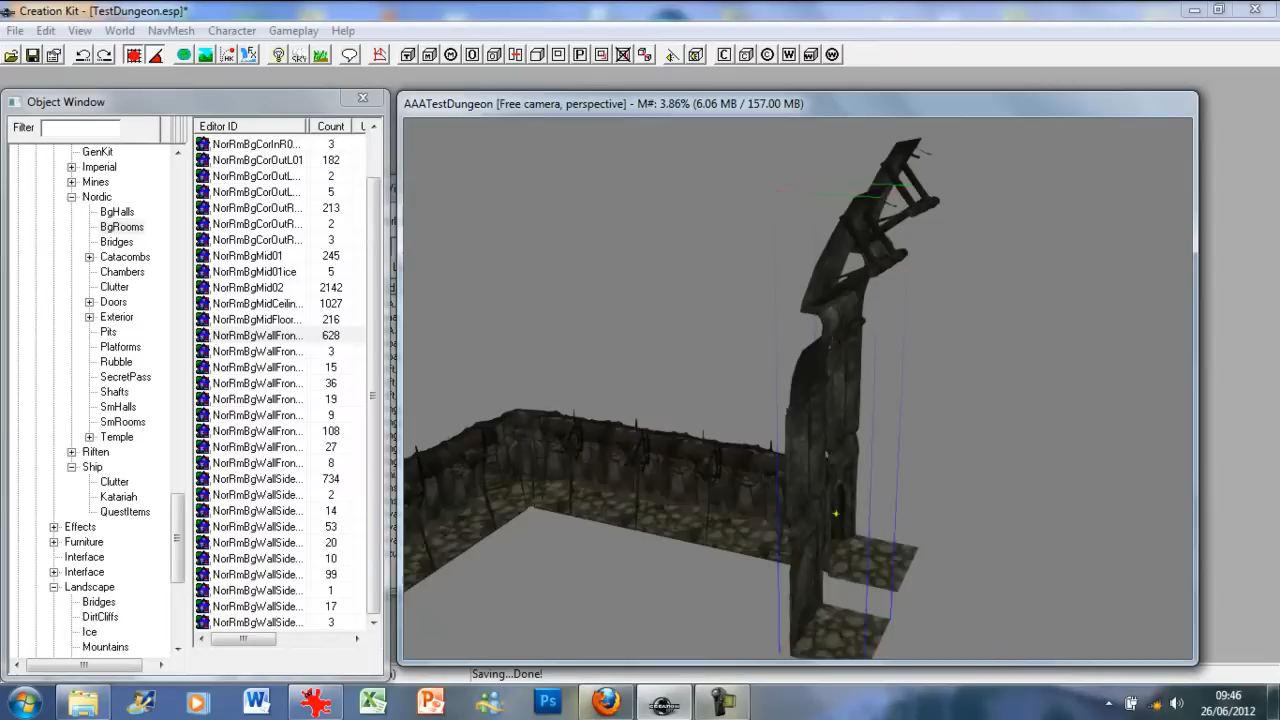 Creation Kit - [TestDungeon.esp]*
File Edit View World NavMesh Character Gameplay Help
Object Window
Filter
GenKit
Imperial
Mines
Nordic
BgHalls
BgRooms
Bridges
Catacombs
Chambers
Clutter
Doors
Exterior
Pits
Platforms
Rubble
SecretPass
Shafts
SmHalls
SmRooms
Temple
Riften
Ship
Clutter
Katariah
QuestItems
Effects
Furniture
Interface
Interface
Landscape
Bridges
DirtCliffs
Ice
Mountains
Editor ID Count
NorRmBgCorInR0... 3
NorRmBgCorOutL01 182
NorRmBgCorOutL... 2
NorRmBgCorOutL... 5
NorRmBgCorOutR... 213
NorRmBgCorOutR... 2
NorRmBgCorOutR... 3
NorRmBgMid01 245
NorRmBgMid01ice 5
NorRmBgMid02 2142
NorRmBgMidCeilin... 1027
NorRmBgMidFloor... 216
NorRmBgWallFron... 628
NorRmBgWallFron... 3
NorRmBgWallFron... 15
NorRmBgWallFron... 36
NorRmBgWallFron... 19
NorRmBgWallFron... 9
NorRmBgWallFron... 108
NorRmBgWallFron... 27
NorRmBgWallFron... 8
NorRmBgWallSide... 734
NorRmBgWallSide... 2
NorRmBgWallSide... 14
NorRmBgWallSide... 53
NorRmBgWallSide... 20
NorRmBgWallSide... 10
NorRmBgWallSide... 99
NorRmBgWallSide... 1
NorRmBgWallSide... 17
NorRmBgWallSide... 3
AAATestDungeon [Free camera, perspective] - M#: 3.86% (6.06 MB / 157.00 MB)
Saving...Done!
09:46
26/06/2012